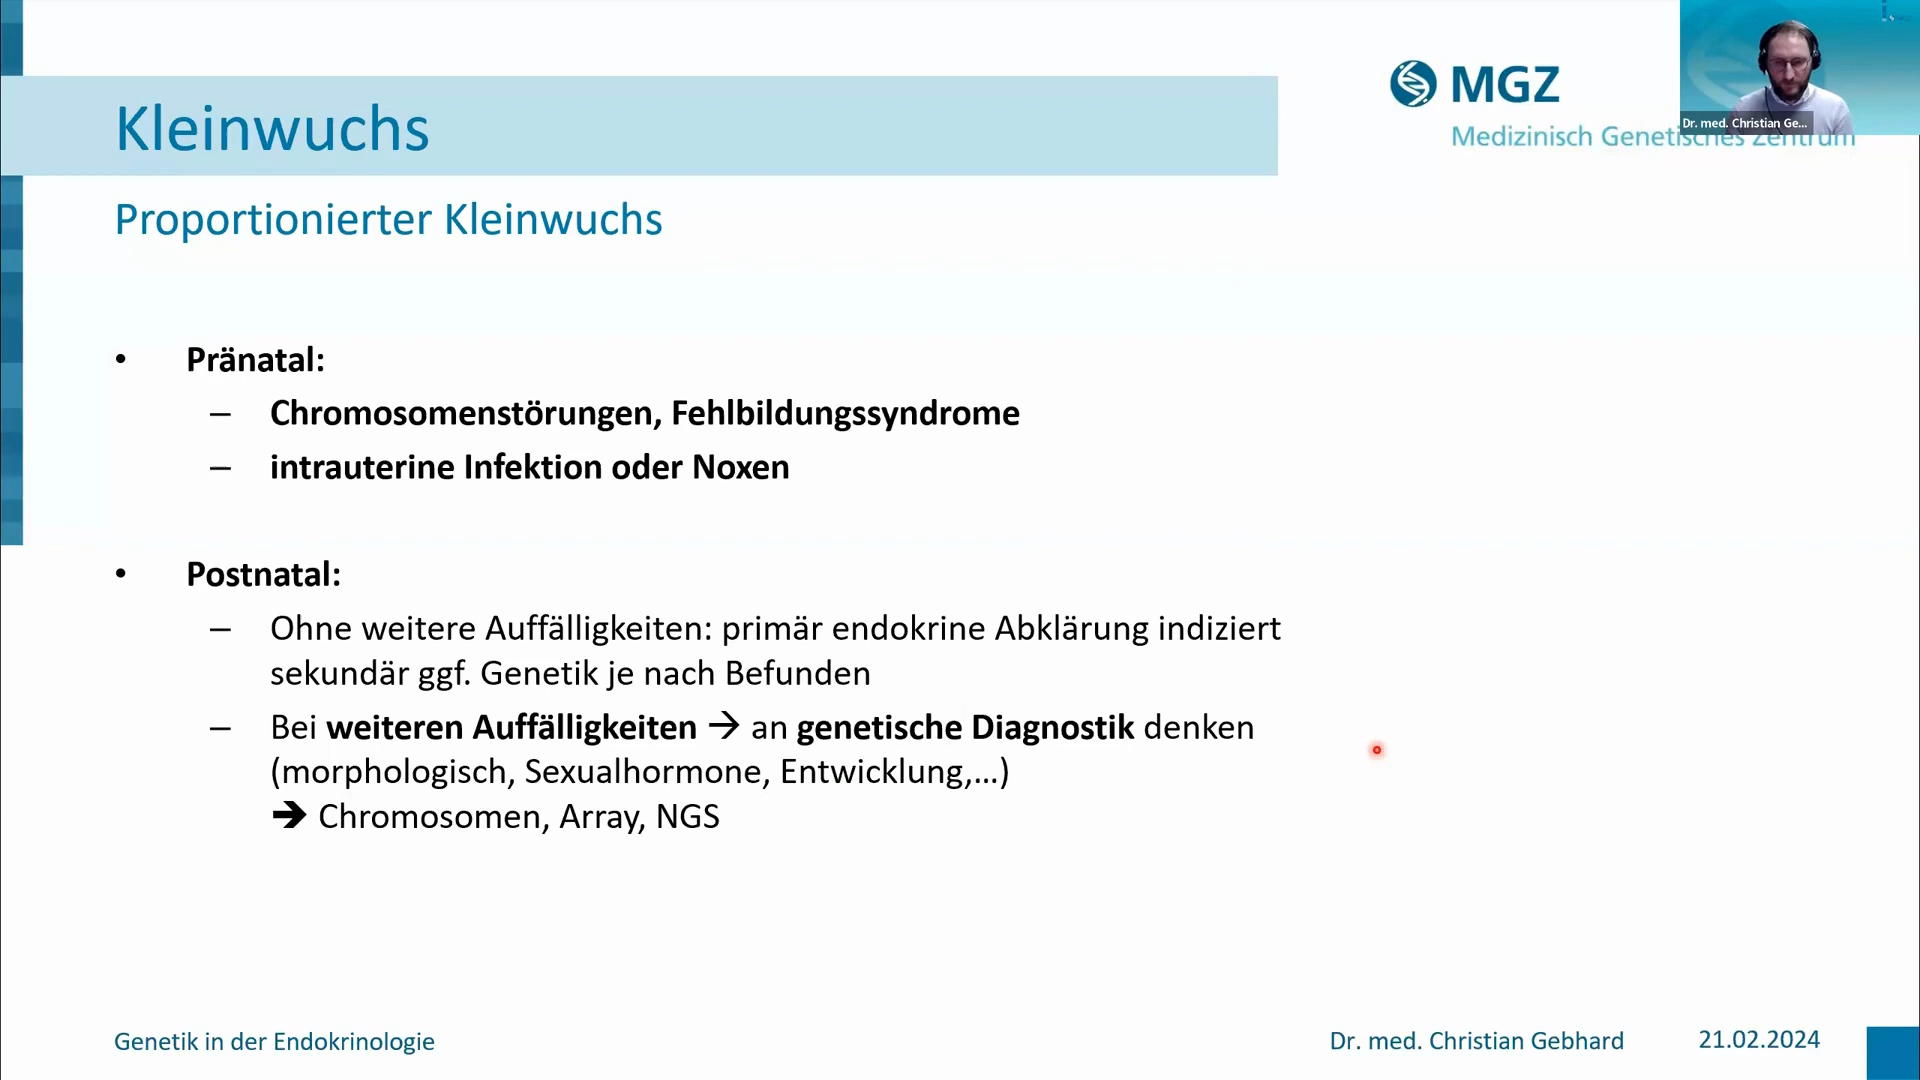 Kleinwuchs
MGZ
Medizinisch Genetisches Zentrum
Dr. med. Christian Ge...
Proportionierter Kleinwuchs
• Pränatal:
– Chromosomenstörungen, Fehlbildungssyndrome
– intrauterine Infektion oder Noxen
• Postnatal:
– Ohne weitere Auffälligkeiten: primär endokrine Abklärung indiziert
sekundär ggf. Genetik je nach Befunden
– Bei weiteren Auffälligkeiten → an genetische Diagnostik denken
(morphologisch, Sexualhormone, Entwicklung,...)
➔ Chromosomen, Array, NGS
Genetik in der Endokrinologie
Dr. med. Christian Gebhard
21.02.2024